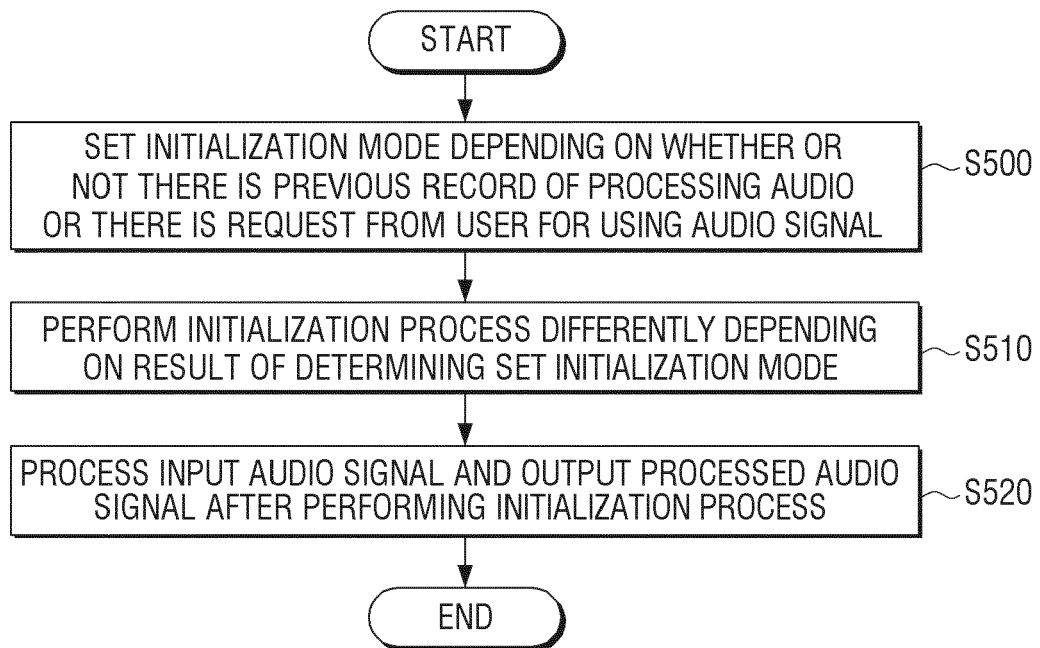 START
SET INITIALIZATION MODE DEPENDING ON WHETHER OR
NOT THERE IS PREVIOUS RECORD OF PROCESSING AUDIO
OR THERE IS REQUEST FROM USER FOR USING AUDIO SIGNAL
S500
PERFORM INITIALIZATION PROCESS DIFFERENTLY DEPENDING
ON RESULT OF DETERMINING SET INITIALIZATION MODE
S510
PROCESS INPUT AUDIO SIGNAL AND OUTPUT PROCESSED AUDIO
SIGNAL AFTER PERFORMING INITIALIZATION PROCESS
S520
END